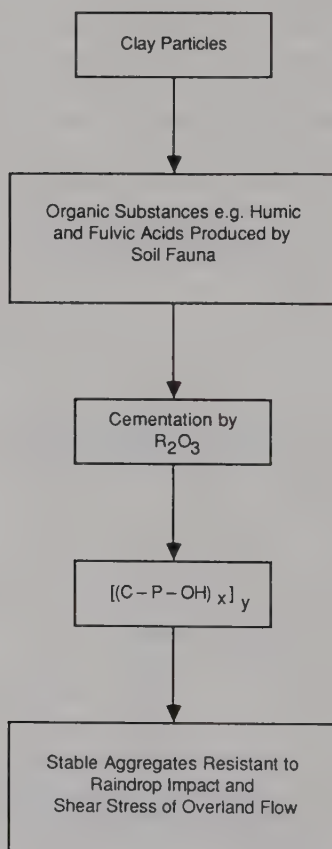 Clay Particles
Organic Substances e.g. Humic
and Fulvic Acids Produced by
Soil Fauna
Cementation by
R₂O₃
[(C – P – OH) x ] y
Stable Aggregates Resistant to
Raindrop Impact and
Shear Stress of Overland Flow